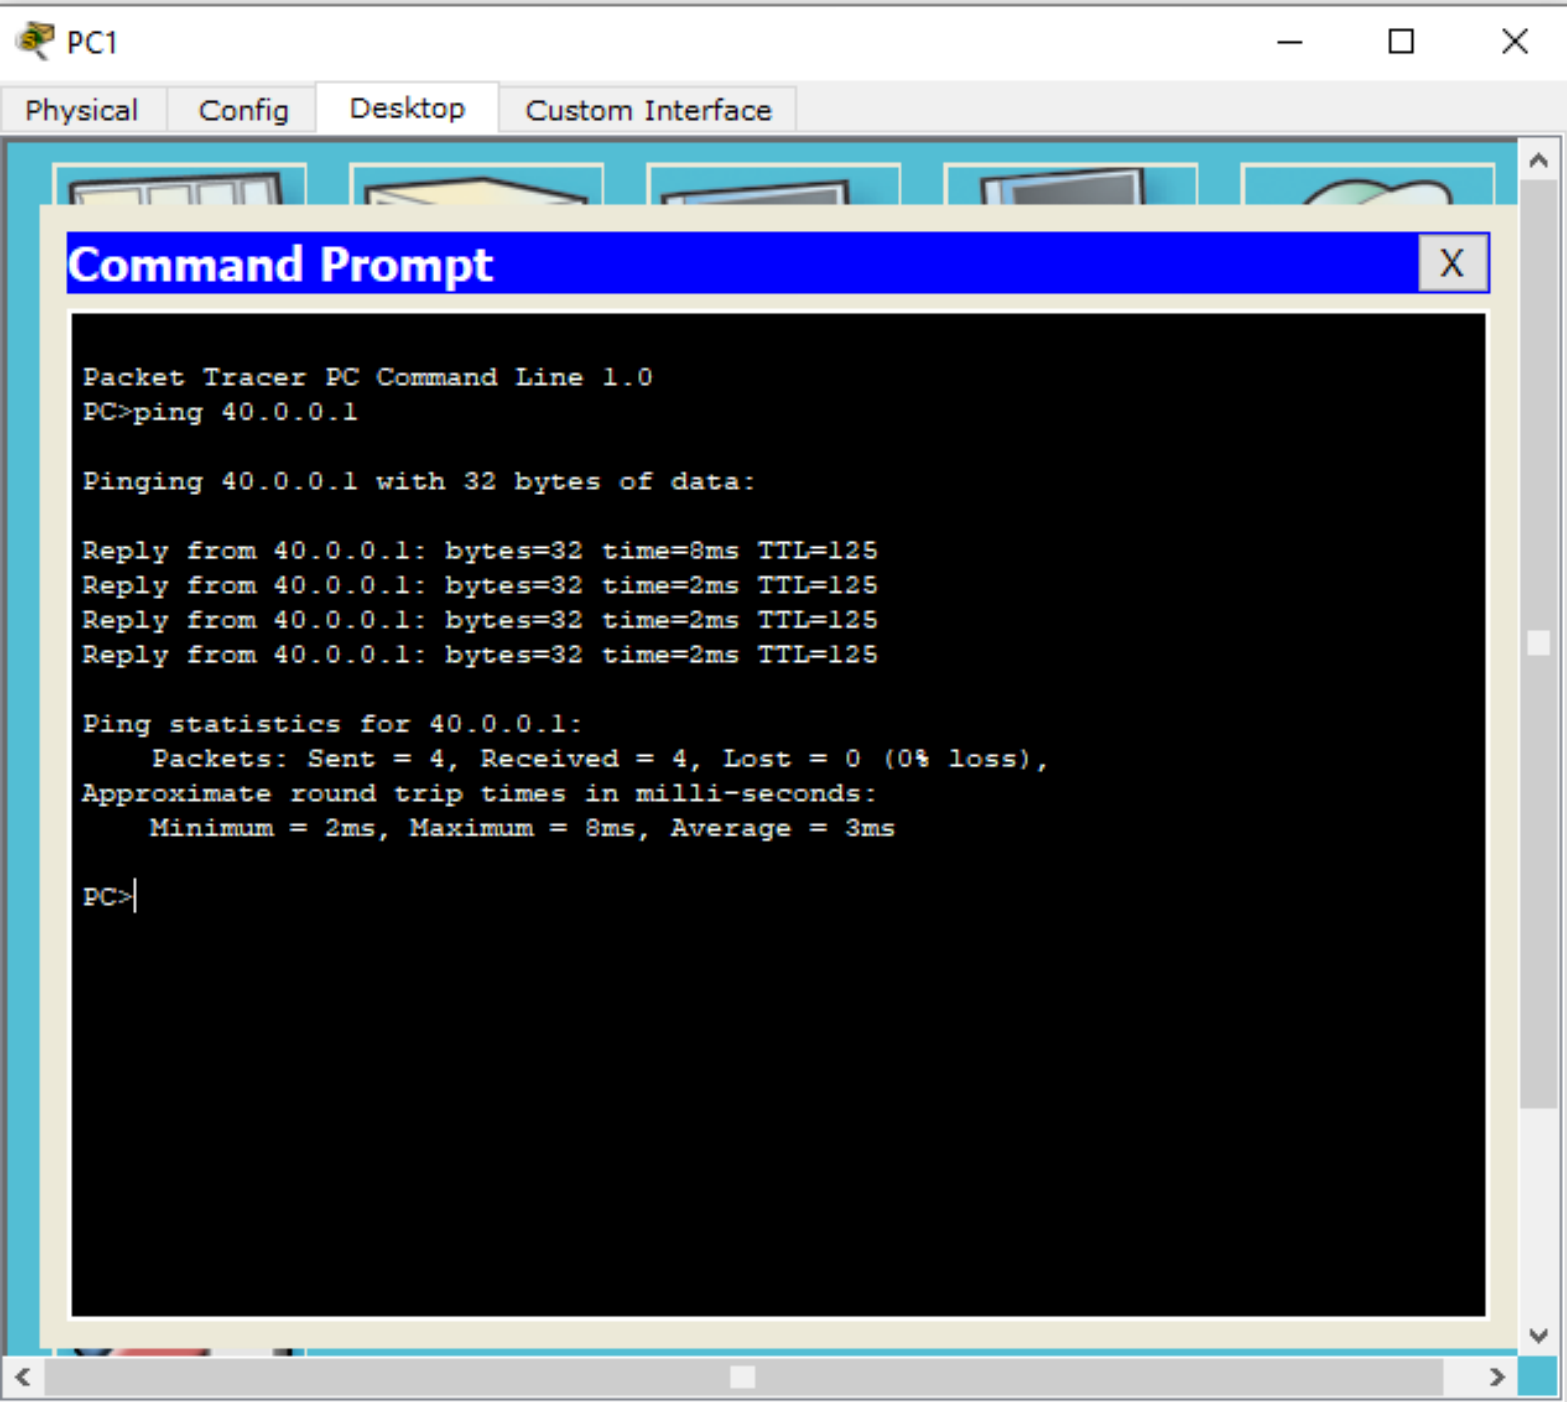 PC1
Physical Config Desktop Custom Interface
Command Prompt X
Packet Tracer PC Command Line 1.0
PC>ping 40.0.0.1
Pinging 40.0.0.1 with 32 bytes of data:
Reply from 40.0.0.1: bytes=32 time=8ms TTL=125
Reply from 40.0.0.1: bytes=32 time=2ms TTL=125
Reply from 40.0.0.1: bytes=32 time=2ms TTL=125
Reply from 40.0.0.1: bytes=32 time=2ms TTL=125
Ping statistics for 40.0.0.1:
Packets: Sent = 4, Received = 4, Lost = 0 (0% loss),
Approximate round trip times in milli-seconds:
Minimum = 2ms, Maximum = 8ms, Average = 3ms
PC>